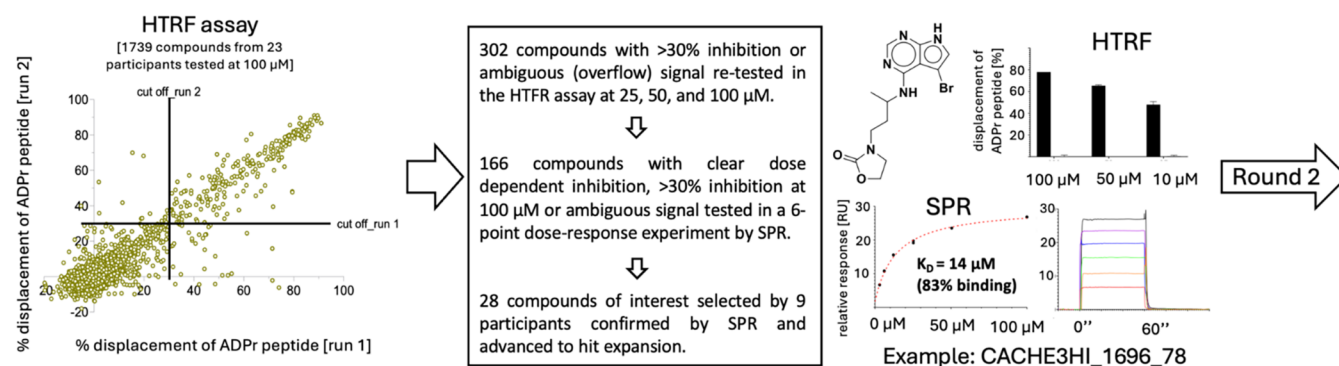 HTRF assay
[1739 compounds from 23
participants tested at 100 µM]
% displacement of ADPr peptide [run 2]
100
80
60
40
20
-20
cut off_run 2
cut off_run 1
20
20
40
60
80
100
% displacement of ADPr peptide [run 1]
302 compounds with >30% inhibition or
ambiguous (overflow) signal re-tested in
the HTFR assay at 25, 50, and 100 µM.
166 compounds with clear dose
dependent inhibition, >30% inhibition at
100 µM or ambiguous signal tested in a 6-
point dose-response experiment by SPR.
28 compounds of interest selected by 9
participants confirmed by SPR and
advanced to hit expansion.
N
N
H
N
NH
Br
N
O
O
HTRF
displacement of
ADPr peptide [%]
80
60
40
20
100 µM
50 µM
10 µM
SPR
relative response [RU]
30
20
10
K_D = 14 µM
(83% binding)
0 µM
50 µM
100 µM
30
20
10
0’’
60’’
Example: CACHE3HI_1696_78
Round 2